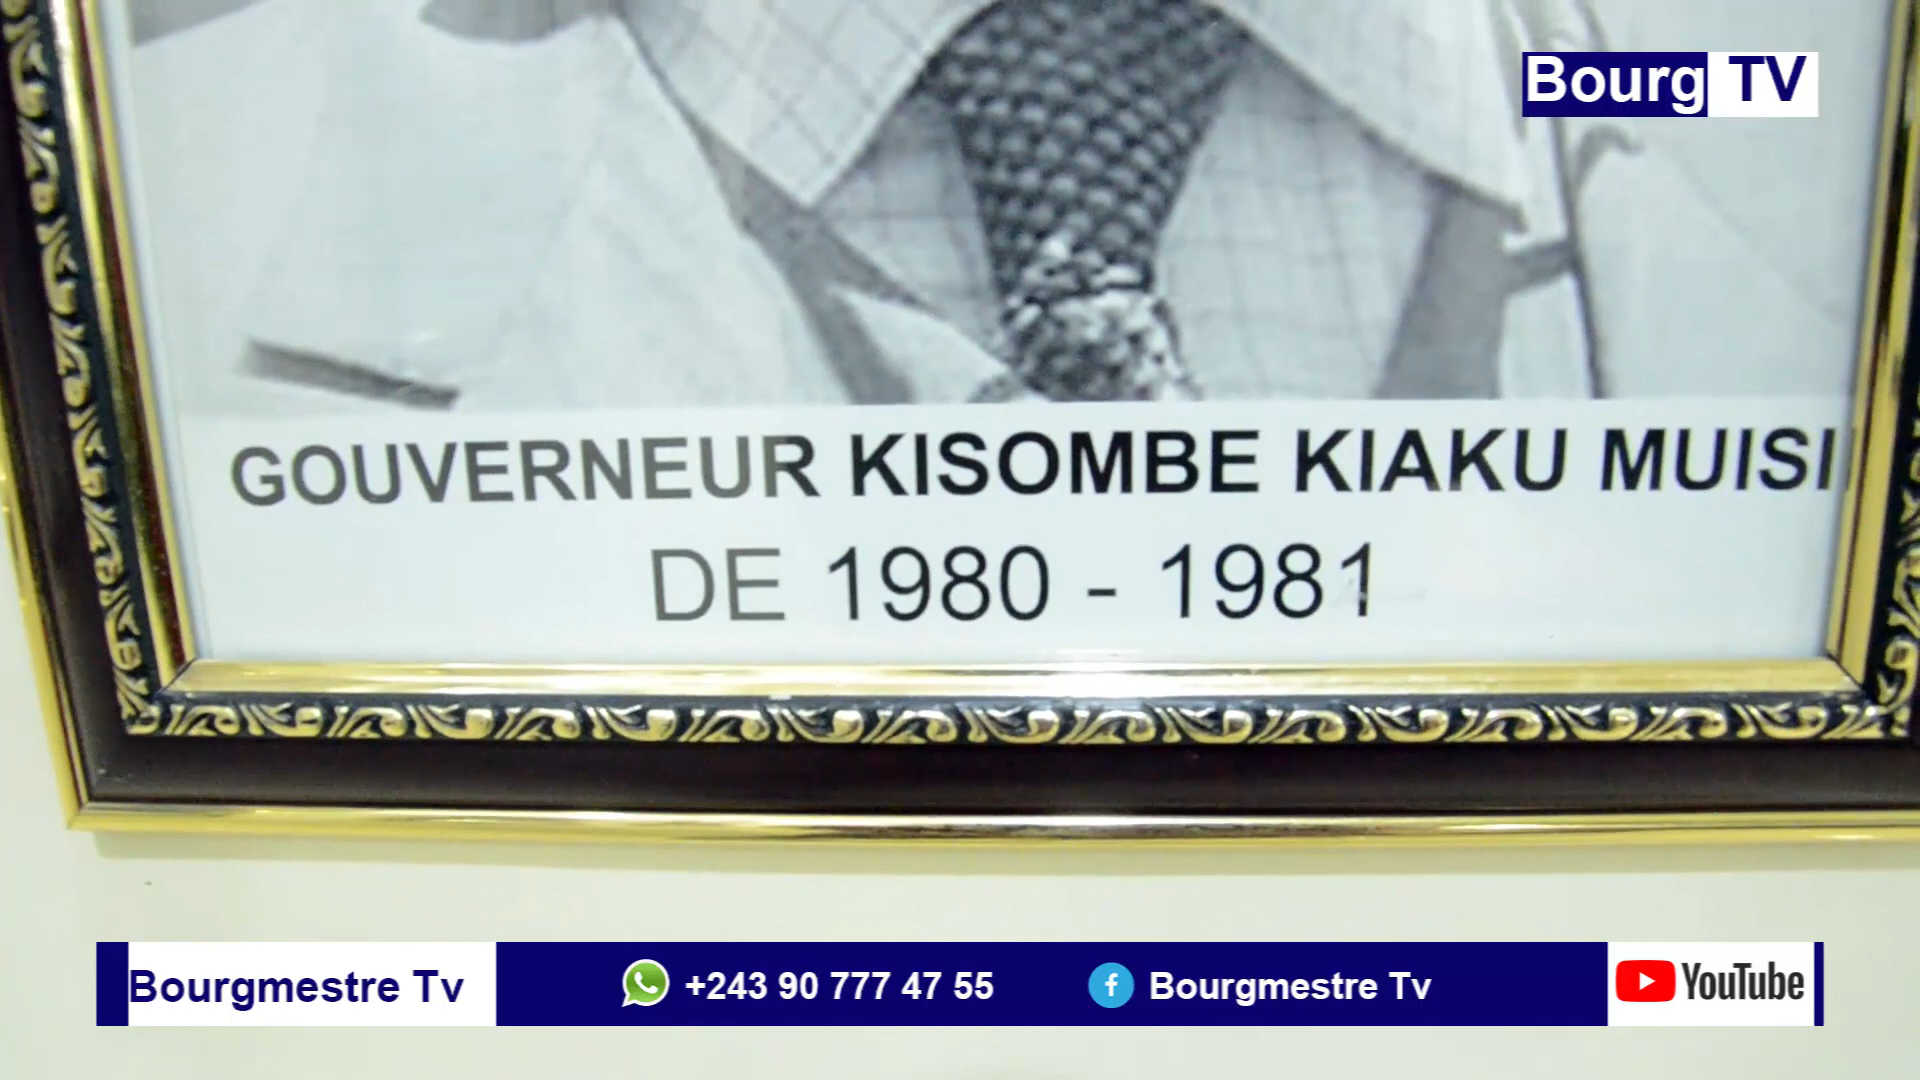 Bourg TV
GOUVERNEUR KISOMBE KIAKU MUISI
DE 1980 - 1981
Bourgmestre Tv
+243 90 777 47 55
Bourgmestre Tv
YouTube